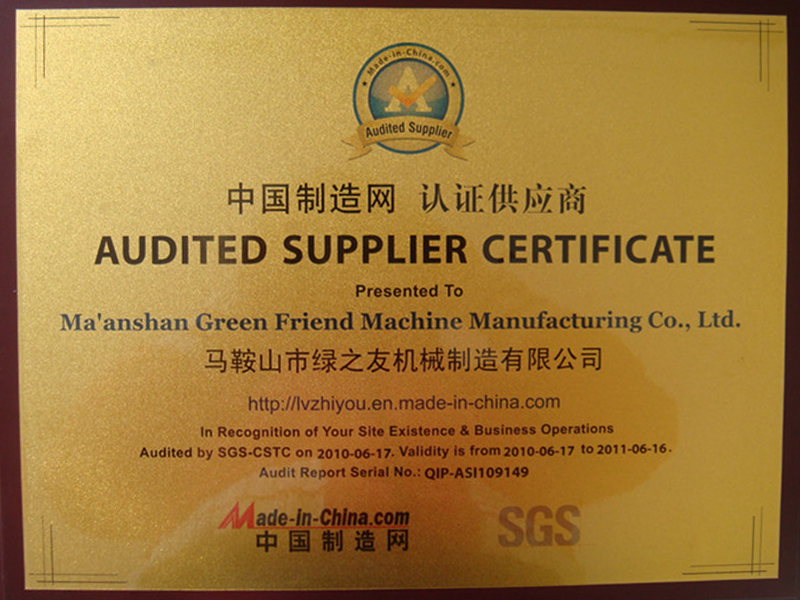 Made-in-China.com
Audited Supplier
中国制造网 认证供应商
AUDITED SUPPLIER CERTIFICATE
Presented To
Ma'anshan Green Friend Machine Manufacturing Co., Ltd.
马鞍山市绿之友机械制造有限公司
http://lvzhiyou.en.made-in-china.com
In Recognition of Your Site Existence & Business Operations
Audited by SGS-CSTC on 2010-06-17. Validity is from 2010-06-17 to 2011-06-16.
Audit Report Serial No.: QIP-ASI109149
Made-in-China.com
中国制造网
SGS